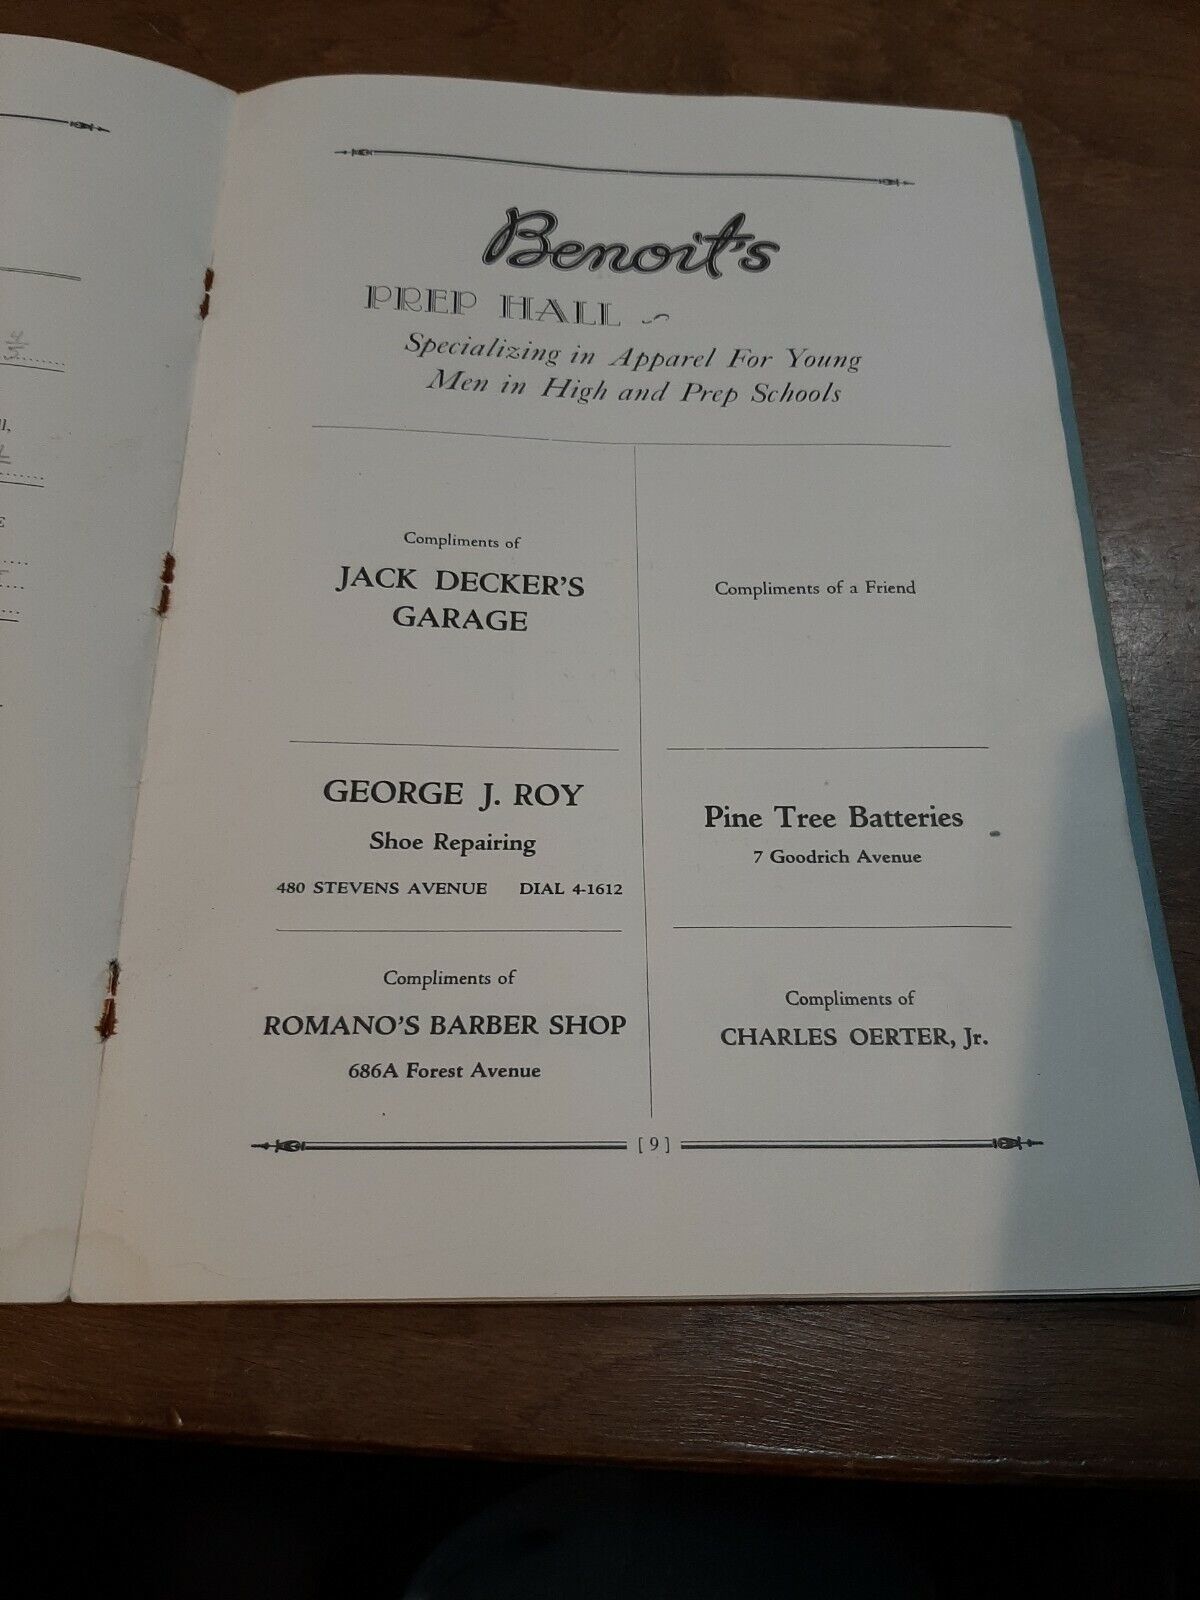 Benoit's
PREP HALL
Specializing in Apparel For Young
Men in High and Prep Schools
Compliments of
JACK DECKER'S
GARAGE
Compliments of a Friend
GEORGE J. ROY
Shoe Repairing
480 STEVENS AVENUE DIAL 4-1612
Pine Tree Batteries
7 Goodrich Avenue
Compliments of
ROMANO'S BARBER SHOP
686A Forest Avenue
Compliments of
CHARLES OERTER, Jr.
[ 9 ]